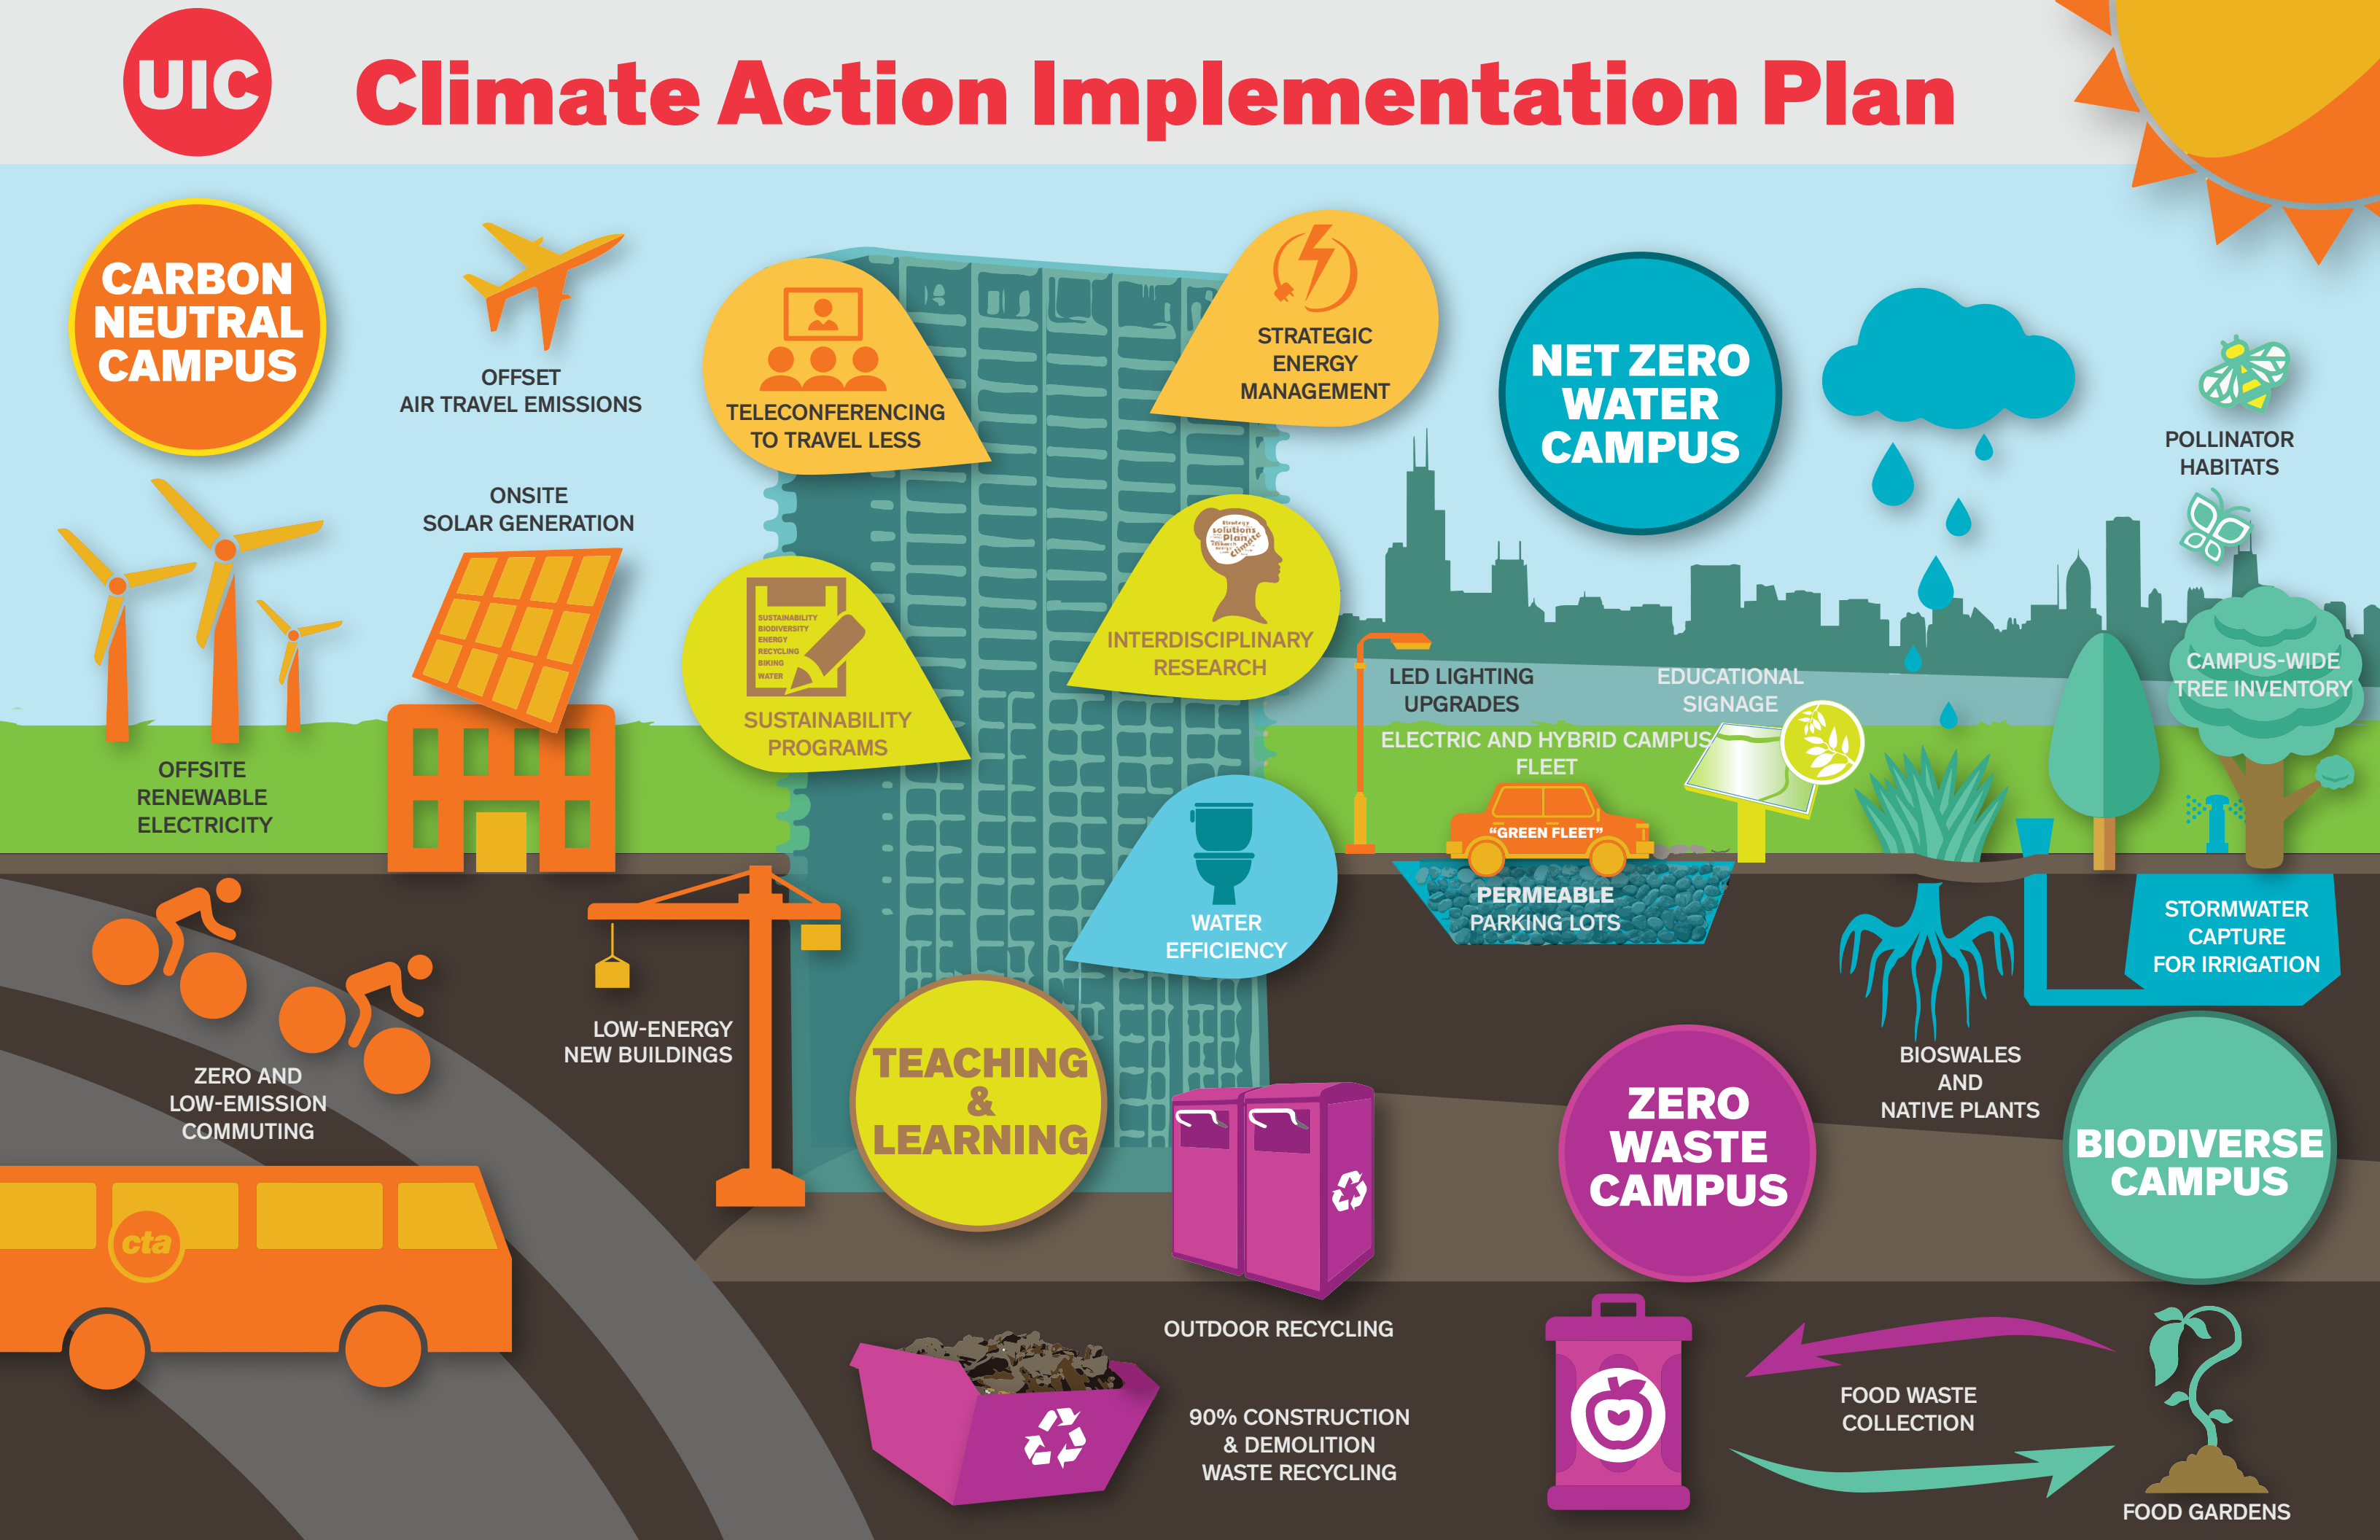 UIC
Climate Action Implementation Plan
CARBON
NEUTRAL
CAMPUS
OFFSET
AIR TRAVEL EMISSIONS
ONSITE
SOLAR GENERATION
OFFSITE
RENEWABLE
ELECTRICITY
TELECONFERENCING
TO TRAVEL LESS
STRATEGIC
ENERGY
MANAGEMENT
SUSTAINABILITY
BIODIVERSITY
ENERGY
RECYCLING
BIKING
WATER
SUSTAINABILITY
PROGRAMS
Strategy
solutions
Plan
Climate
INTERDISCIPLINARY
RESEARCH
WATER
EFFICIENCY
NET ZERO
WATER
CAMPUS
POLLINATOR
HABITATS
CAMPUS-WIDE
TREE INVENTORY
LED LIGHTING
UPGRADES
EDUCATIONAL
SIGNAGE
ELECTRIC AND HYBRID CAMPUS
FLEET
“GREEN FLEET”
PERMEABLE
PARKING LOTS
STORMWATER
CAPTURE
FOR IRRIGATION
BIOSWALES
AND
NATIVE PLANTS
ZERO AND
LOW-EMISSION
COMMUTING
cta
LOW-ENERGY
NEW BUILDINGS
TEACHING
&
LEARNING
ZERO
WASTE
CAMPUS
BIODIVERSE
CAMPUS
OUTDOOR RECYCLING
90% CONSTRUCTION
& DEMOLITION
WASTE RECYCLING
FOOD WASTE
COLLECTION
FOOD GARDENS